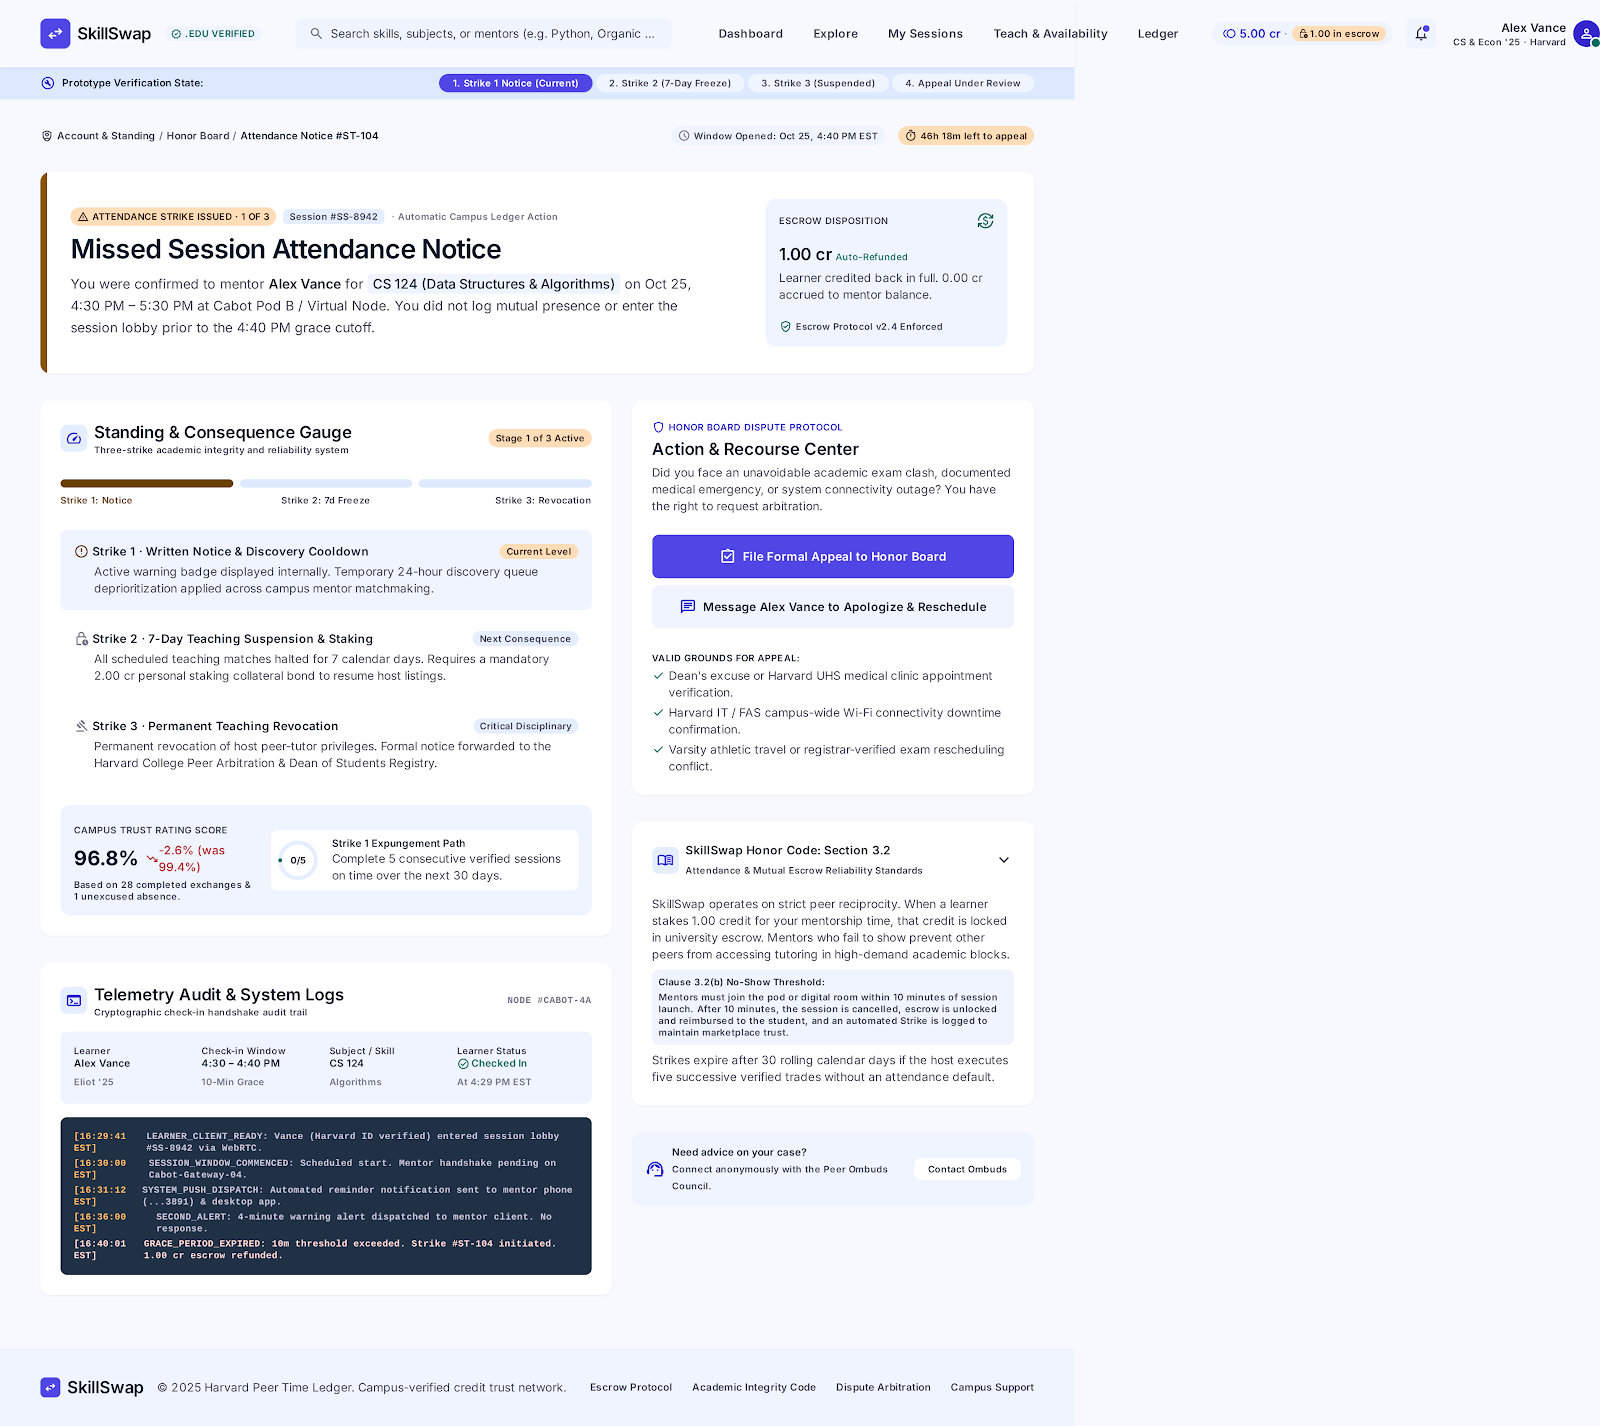 SkillSwap
.EDU VERIFIED
Search skills, subjects, or mentors (e.g. Python, Organic ...
Dashboard
Explore
My Sessions
Teach & Availability
Ledger
5.00 cr ·
1.00 in escrow
Alex Vance
CS & Econ '25 · Harvard
Prototype Verification State:
1. Strike 1 Notice (Current)
2. Strike 2 (7-Day Freeze)
3. Strike 3 (Suspended)
4. Appeal Under Review
Account & Standing / Honor Board / Attendance Notice #ST-104
Window Opened: Oct 25, 4:40 PM EST
46h 18m left to appeal
ATTENDANCE STRIKE ISSUED · 1 OF 3
Session #SS-8942
· Automatic Campus Ledger Action
Missed Session Attendance Notice
You were confirmed to mentor Alex Vance for CS 124 (Data Structures & Algorithms) on Oct 25,
4:30 PM – 5:30 PM at Cabot Pod B / Virtual Node. You did not log mutual presence or enter the
session lobby prior to the 4:40 PM grace cutoff.
ESCROW DISPOSITION
1.00 cr Auto-Refunded
Learner credited back in full. 0.00 cr
accrued to mentor balance.
Escrow Protocol v2.4 Enforced
Standing & Consequence Gauge
Three-strike academic integrity and reliability system
Stage 1 of 3 Active
Strike 1: Notice
Strike 2: 7d Freeze
Strike 3: Revocation
Strike 1 · Written Notice & Discovery Cooldown
Current Level
Active warning badge displayed internally. Temporary 24-hour discovery queue
deprioritization applied across campus mentor matchmaking.
Strike 2 · 7-Day Teaching Suspension & Staking
Next Consequence
All scheduled teaching matches halted for 7 calendar days. Requires a mandatory
2.00 cr personal staking collateral bond to resume host listings.
Strike 3 · Permanent Teaching Revocation
Critical Disciplinary
Permanent revocation of host peer-tutor privileges. Formal notice forwarded to the
Harvard College Peer Arbitration & Dean of Students Registry.
CAMPUS TRUST RATING SCORE
96.8%
-2.6% (was
99.4%)
Based on 28 completed exchanges &
1 unexcused absence.
0/5
Strike 1 Expungement Path
Complete 5 consecutive verified sessions
on time over the next 30 days.
Telemetry Audit & System Logs
Cryptographic check-in handshake audit trail
NODE #CABOT-4A
Learner
Alex Vance
Eliot '25
Check-in Window
4:30 – 4:40 PM
10-Min Grace
Subject / Skill
CS 124
Algorithms
Learner Status
Checked In
At 4:29 PM EST
[16:29:41 EST] LEARNER_CLIENT_READY: Vance (Harvard ID verified) entered session lobby
#SS-8942 via WebRTC.
[16:30:00 EST] SESSION_WINDOW_COMMENCED: Scheduled start. Mentor handshake pending on
Cabot-Gateway-04.
[16:31:12 EST] SYSTEM_PUSH_DISPATCH: Automated reminder notification sent to mentor phone
(...3891) & desktop app.
[16:36:00 EST] SECOND_ALERT: 4-minute warning alert dispatched to mentor client. No
response.
[16:40:01 EST] GRACE_PERIOD_EXPIRED: 10m threshold exceeded. Strike #ST-104 initiated.
1.00 cr escrow refunded.
HONOR BOARD DISPUTE PROTOCOL
Action & Recourse Center
Did you face an unavoidable academic exam clash, documented
medical emergency, or system connectivity outage? You have
the right to request arbitration.
File Formal Appeal to Honor Board
Message Alex Vance to Apologize & Reschedule
VALID GROUNDS FOR APPEAL:
Dean's excuse or Harvard UHS medical clinic appointment
verification.
Harvard IT / FAS campus-wide Wi-Fi connectivity downtime
confirmation.
Varsity athletic travel or registrar-verified exam rescheduling
conflict.
SkillSwap Honor Code: Section 3.2
Attendance & Mutual Escrow Reliability Standards
SkillSwap operates on strict peer reciprocity. When a learner
stakes 1.00 credit for your mentorship time, that credit is locked
in university escrow. Mentors who fail to show prevent other
peers from accessing tutoring in high-demand academic blocks.
Clause 3.2(b) No-Show Threshold:
Mentors must join the pod or digital room within 10 minutes of session
launch. After 10 minutes, the session is cancelled, escrow is unlocked
and reimbursed to the student, and an automated Strike is logged to
maintain marketplace trust.
Strikes expire after 30 rolling calendar days if the host executes
five successive verified trades without an attendance default.
Need advice on your case?
Connect anonymously with the Peer Ombuds
Council.
Contact Ombuds
SkillSwap
© 2025 Harvard Peer Time Ledger. Campus-verified credit trust network.
Escrow Protocol
Academic Integrity Code
Dispute Arbitration
Campus Support